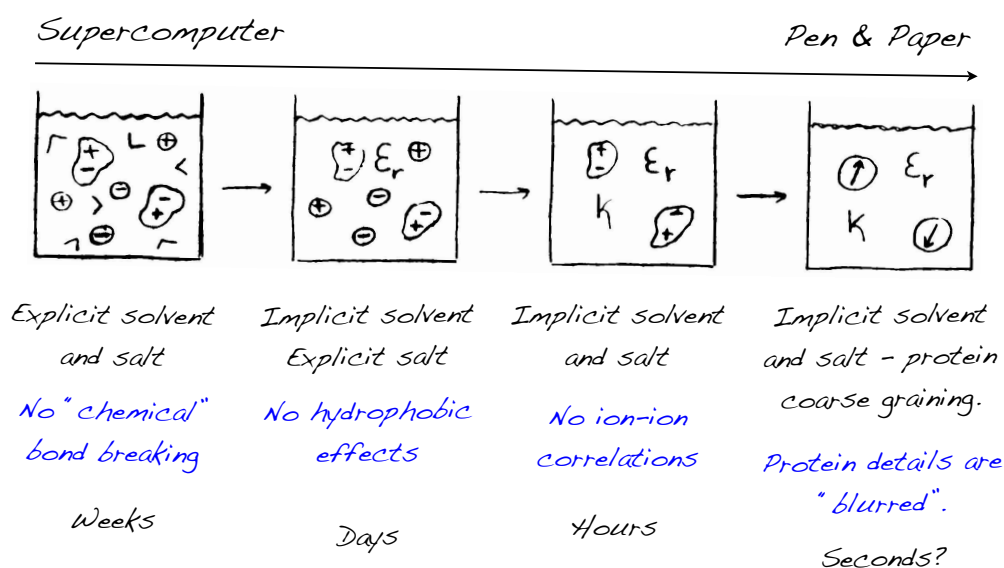 Supercomputer
Pen & Paper
εr
κ
εr
κ
εr
Explicit solvent
and salt
No "chemical"
bond breaking
Weeks
Implicit solvent
Explicit salt
No hydrophobic
effects
Days
Implicit solvent
and salt
No ion-ion
correlations
Hours
Implicit solvent
and salt - protein
coarse graining.
Protein details are
"blurred".
Seconds?